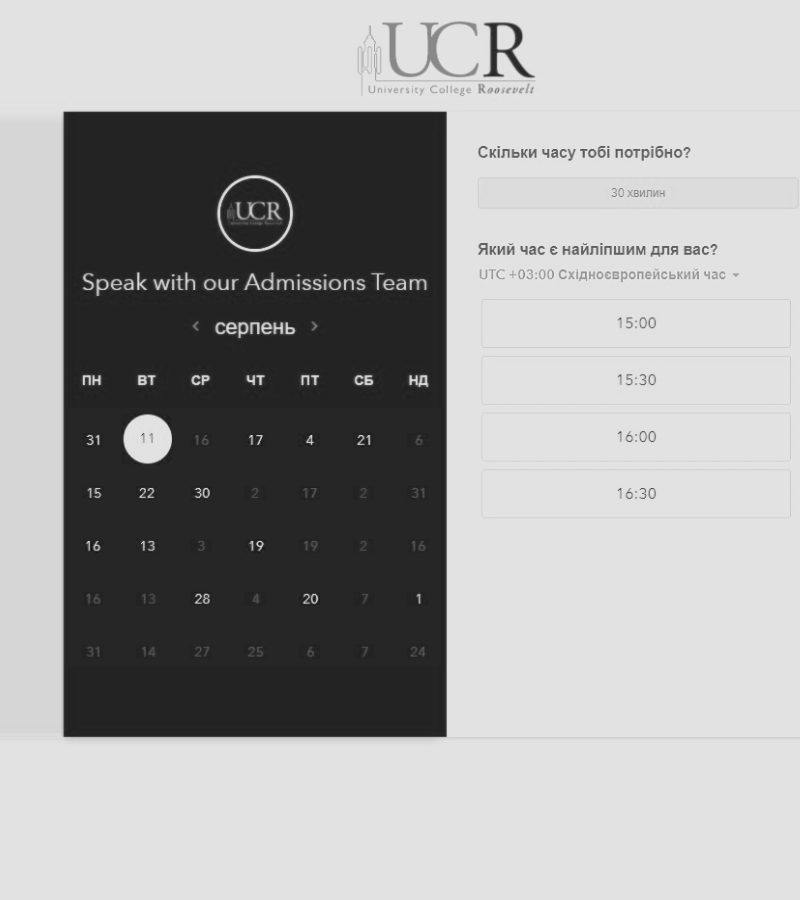 UCR
University College Roosevelt
UCR
Speak with our Admissions Team
серпень
ПН ВТ СР ЧТ ПТ СБ НД
31 11 16 17 4 21 6
15 22 30 2 17 2 31
16 13 3 19 19 2 16
16 13 28 4 20 7 1
31 14 27 25 6 7 24
Скільки часу тобі потрібно?
30 хвилин
Який час є найліпшим для вас?
UTC +03:00 Східноєвропейський час
15:00
15:30
16:00
16:30